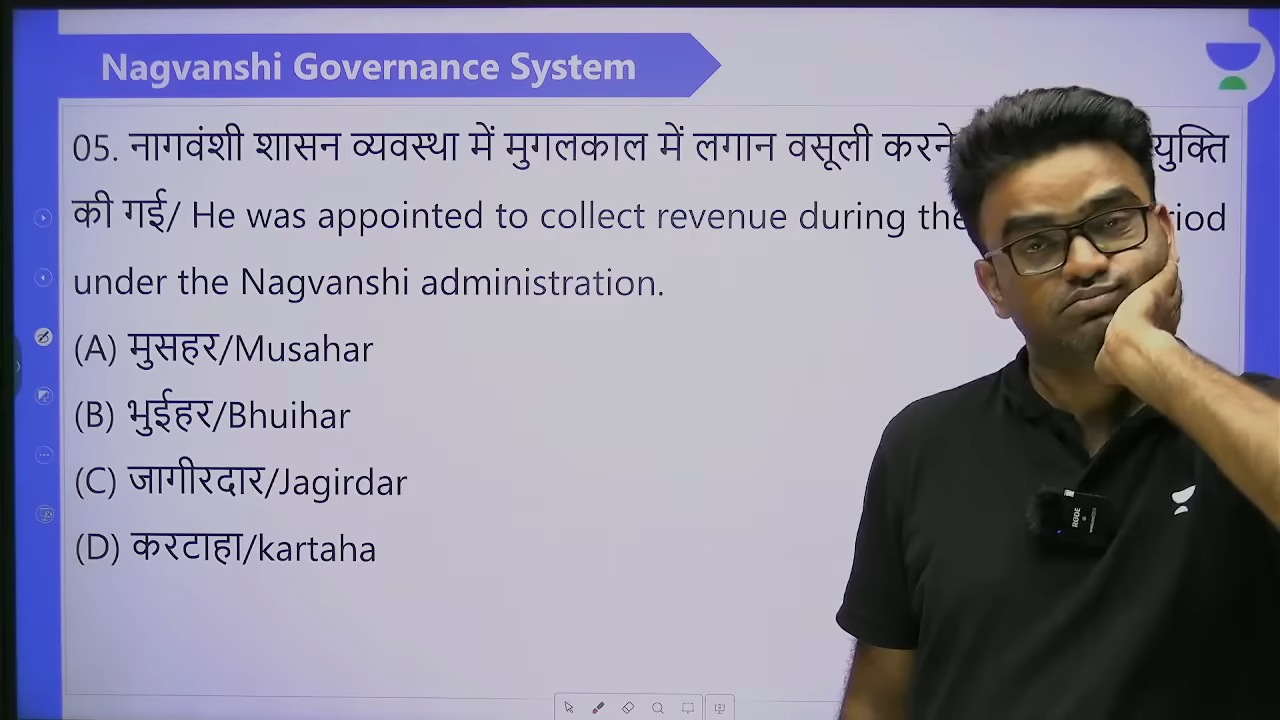 Nagvanshi Governance System
05. नागवंशी शासन व्यवस्था में मुगलकाल में लगान वसूली करने
की गई/ He was appointed to collect revenue during the
under the Nagvanshi administration.
(A) मुसहर/Musahar
(B) भुईहर/Bhuihar
(C) जागीरदार/Jagirdar
(D) करटाहा/kartaha
RODE